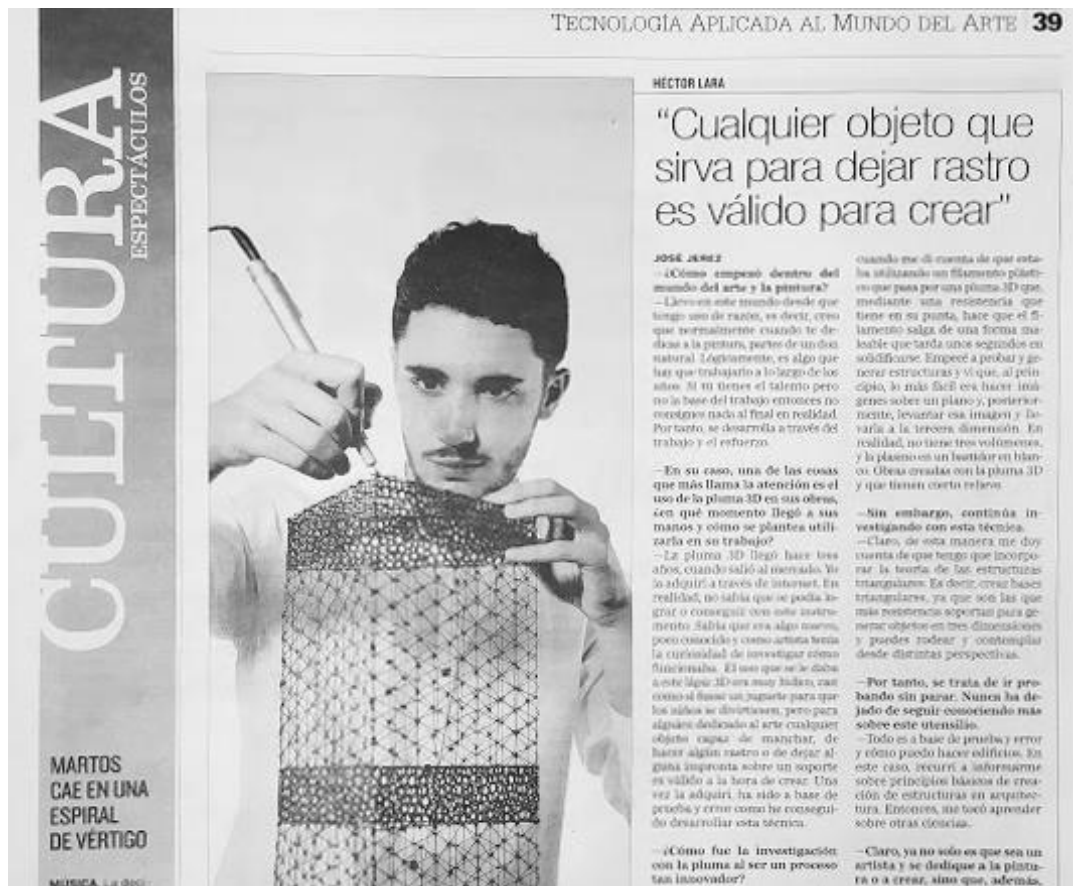 TECNOLOGÍA APLICADA AL MUNDO DEL ARTE 39
CULTURA
ESPECTÁCULOS
MARTOS
CAE EN UNA
ESPIRAL
DE VÉRTIGO
MÚSICA
HÉCTOR LARA
“Cualquier objeto que
sirva para dejar rastro
es válido para crear”
JOSÉ JEREZ
—¿Cómo empezó dentro del
mundo del arte y la pintura?
—Llevo en este mundo desde que
tengo uso de razón, es decir, creo
que normalmente cuando te de-
dicas a la pintura, partes de un don
natural. Lógicamente, es algo que
hay que trabajarlo a lo largo de los
años. Si tú tienes el talento pero
no la base del trabajo entonces no
consigues nada al final en realidad.
Por tanto, se desarrolla a través del
trabajo y el esfuerzo.
—En su caso, una de las cosas
que más llama la atención es el
uso de la pluma 3D en sus obras,
¿en qué momento llegó a sus
manos y cómo se plantea utili-
zarla en su trabajo?
—La pluma 3D llegó hace tres
años, cuando salió al mercado. Yo
la adquirí a través de internet. En
realidad, no sabía que se podía lo-
grar o conseguir con este instru-
mento. Sabía que era algo nuevo,
poco conocido y como artista tenía
la curiosidad de investigar cómo
funcionaba. El uso que se le daba
a este lápiz 3D era muy lúdico, casi
como si fuese un juguete para que
los niños se divirtiesen, pero para
alguien dedicado al arte cualquier
objeto capaz de manchar, de
hacer algún rastro o de dejar al-
guna impronta sobre un soporte
es válido a la hora de crear. Una
vez la adquirí, ha sido a base de
prueba y error como he consegui-
do desarrollar esta técnica.
—¿Cómo fue la investigación
con la pluma al ser un proceso
tan innovador?
cuando me di cuenta de que esta-
ba utilizando un filamento plásti-
co que pasa por una pluma 3D que,
mediante una resistencia que
tiene en su punta, hace que el fi-
lamento salga de una forma ma-
leable que tarda unos segundos en
solidificarse. Empecé a probar y ge-
nerar estructuras y vi que, al prin-
cipio, lo más fácil era hacer imá-
genes sobre un plano y, posterior-
mente, levantar esa imagen y lle-
varla a la tercera dimensión. En
realidad, no tiene tres volúmenes,
y la plasmo en un bastidor en blan-
co. Obras creadas con la pluma 3D
y que tienen cierto relieve.
—Sin embargo, continúa in-
vestigando con esta técnica.
—Claro, de esta manera me doy
cuenta de que tengo que incorpo-
rar la teoría de las estructuras
triangulares. Es decir, crear bases
triangulares, ya que son las que
más resistencia soportan para ge-
nerar objetos en tres dimensiones
y puedes rodear y contemplar
desde distintas perspectivas.
—Por tanto, se trata de ir pro-
bando sin parar. Nunca ha de-
jado de seguir conociendo más
sobre este utensilio.
—Todo es a base de prueba y error
y cómo puedo hacer edificios. En
este caso, recurrí a informarme
sobre principios básicos de crea-
ción de estructuras en arquitec-
tura. Entonces, me tocó aprender
sobre otras ciencias.
—Claro, ya no solo es que sea un
artista y se dedique a la pintu-
ra o a crear, sino que, además,